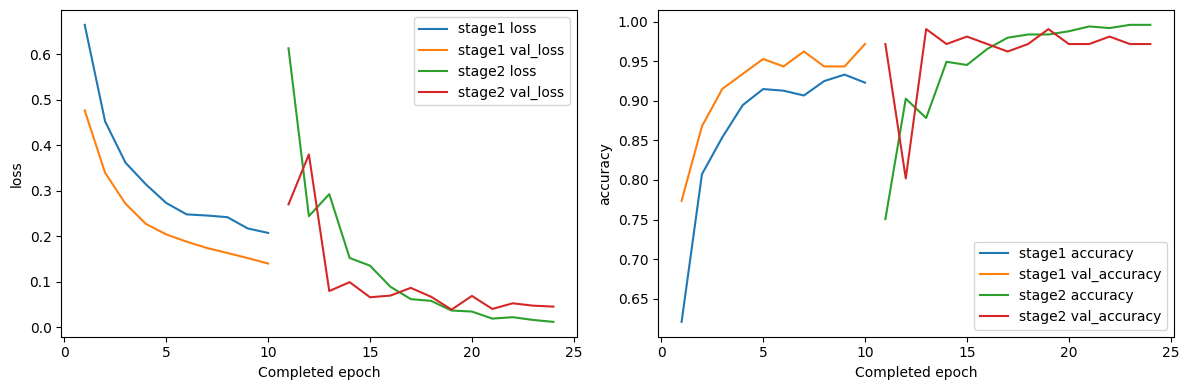 loss
0.6
0.5
0.4
0.3
0.2
0.1
0.0
0
5
10
15
20
25
Completed epoch
stage1 loss
stage1 val_loss
stage2 loss
stage2 val_loss
accuracy
1.00
0.95
0.90
0.85
0.80
0.75
0.70
0.65
0
5
10
15
20
25
Completed epoch
stage1 accuracy
stage1 val_accuracy
stage2 accuracy
stage2 val_accuracy